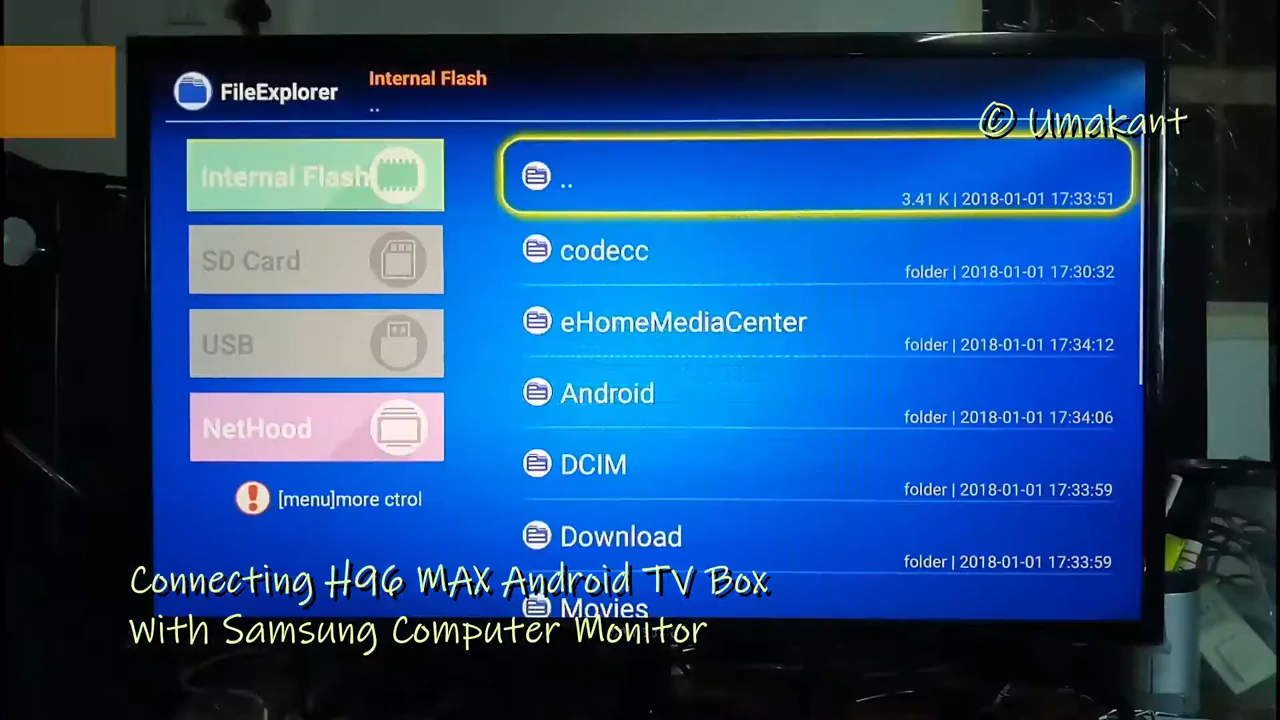 FileExplorer
Internal Flash
..
© Umakant
Internal Flash
SD Card
USB
NetHood
[menu]more ctrol
..
3.41 K | 2018-01-01 17:33:51
codecc
folder | 2018-01-01 17:30:32
eHomeMediaCenter
folder | 2018-01-01 17:34:12
Android
folder | 2018-01-01 17:34:06
DCIM
folder | 2018-01-01 17:33:59
Download
folder | 2018-01-01 17:33:59
Movies
Connecting H96 MAX Android TV Box
With Samsung Computer Monitor